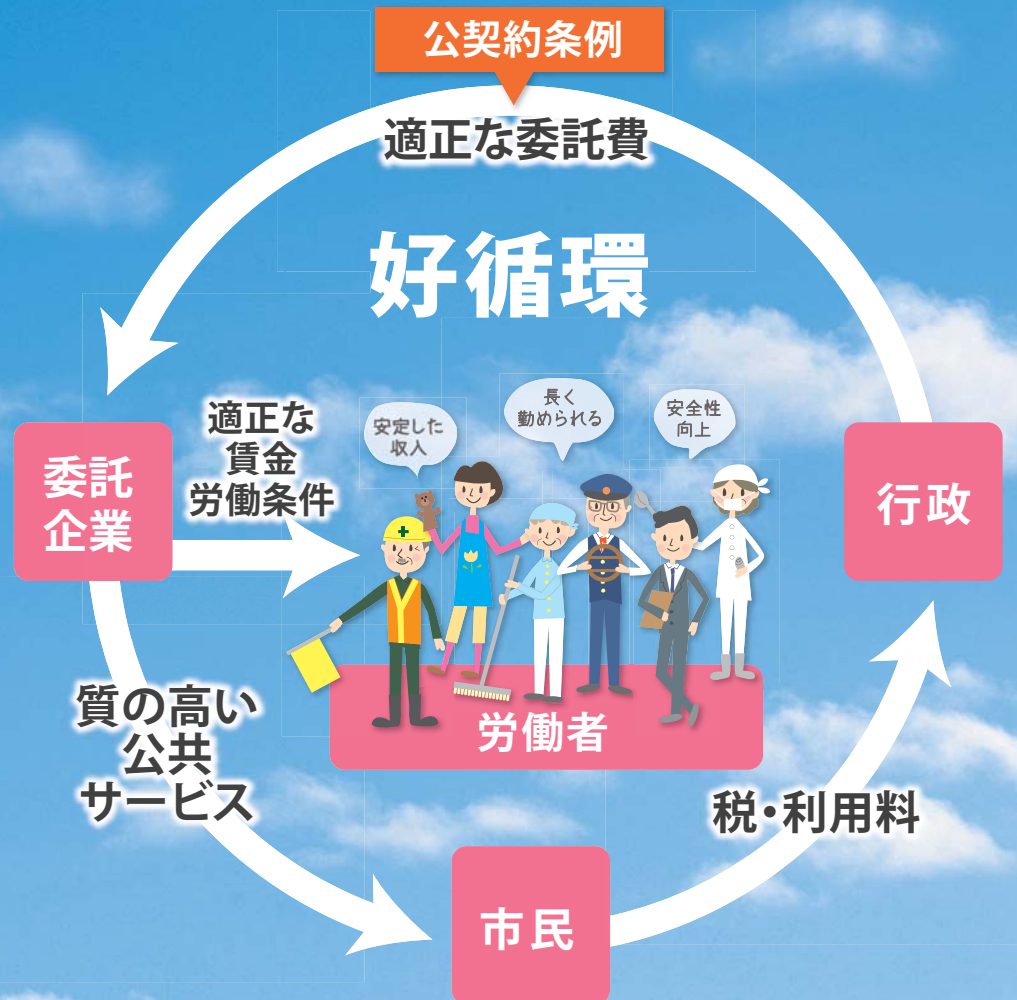 公契約条例
適正な委託費
好循環
適正な
賃金
労働条件
安定した
収入
長く
勤められる
安全性
向上
委託
企業
行政
労働者
質の高い
公共
サービス
税・利用料
市民